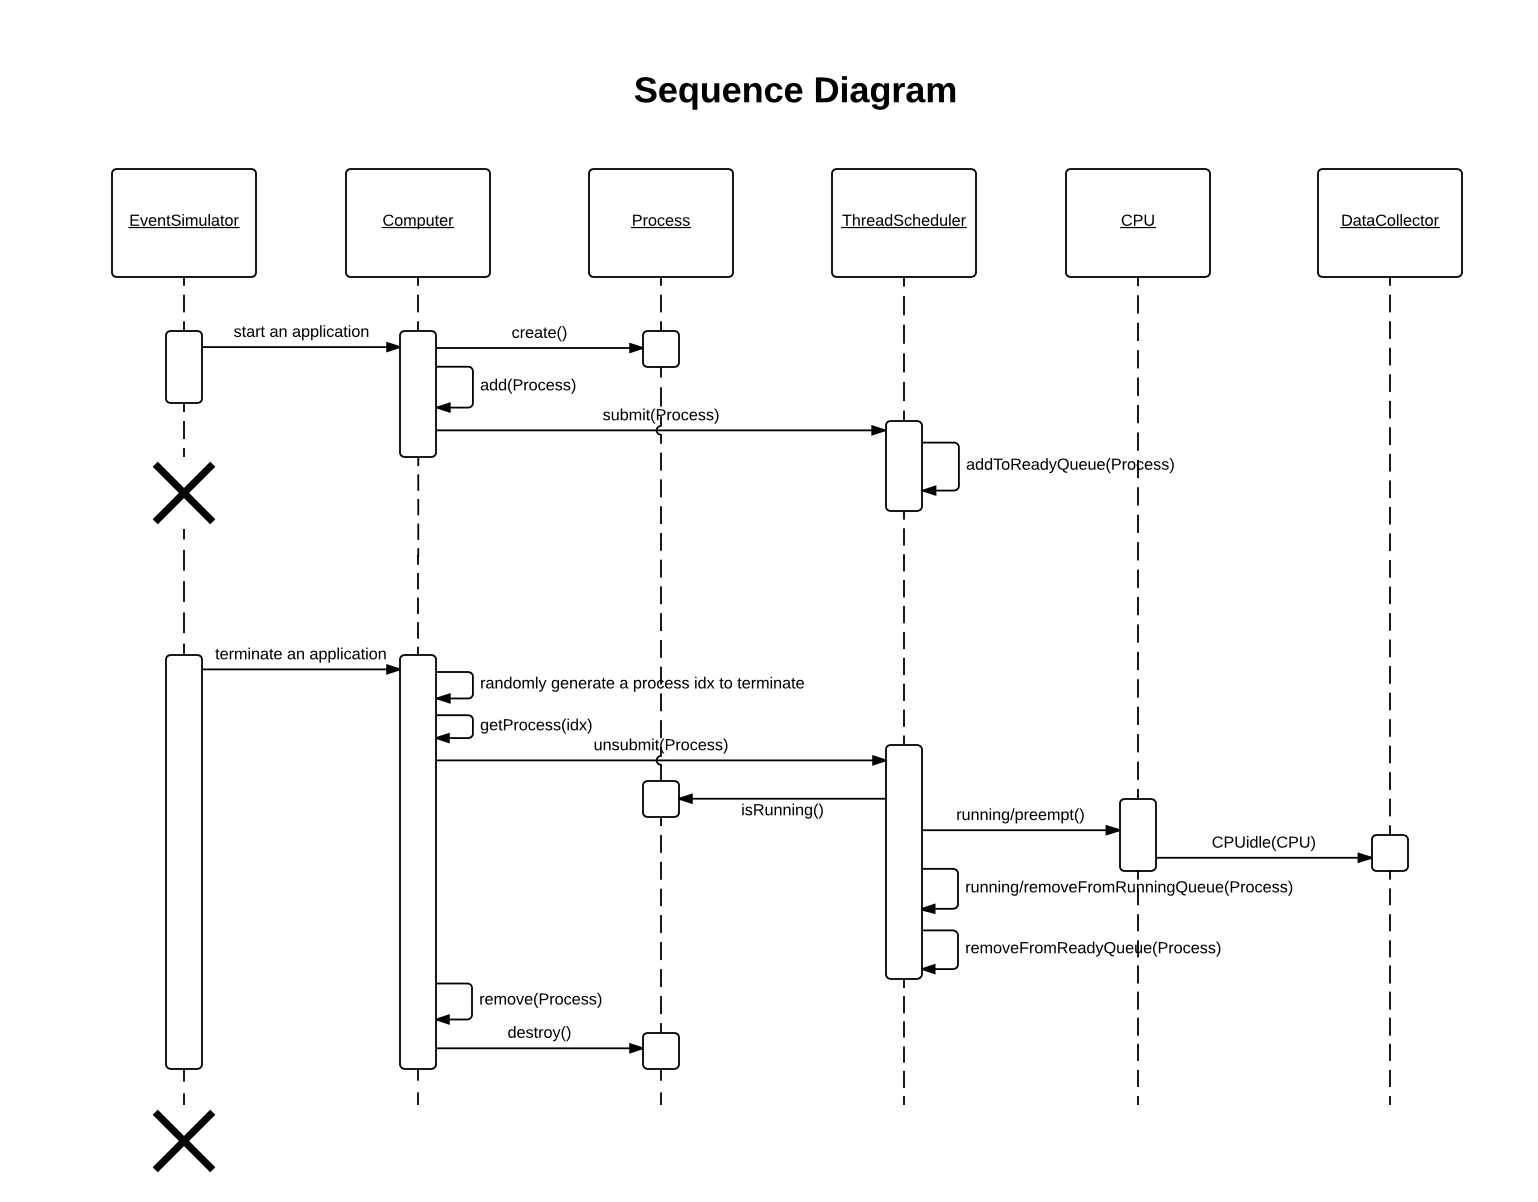 Sequence Diagram
EventSimulator
Computer
Process
ThreadScheduler
CPU
DataCollector
start an application
create()
add(Process)
submit(Process)
addToReadyQueue(Process)
terminate an application
randomly generate a process idx to terminate
getProcess(idx)
unsubmit(Process)
isRunning()
running/preempt()
CPUidle(CPU)
running/removeFromRunningQueue(Process)
removeFromReadyQueue(Process)
remove(Process)
destroy()